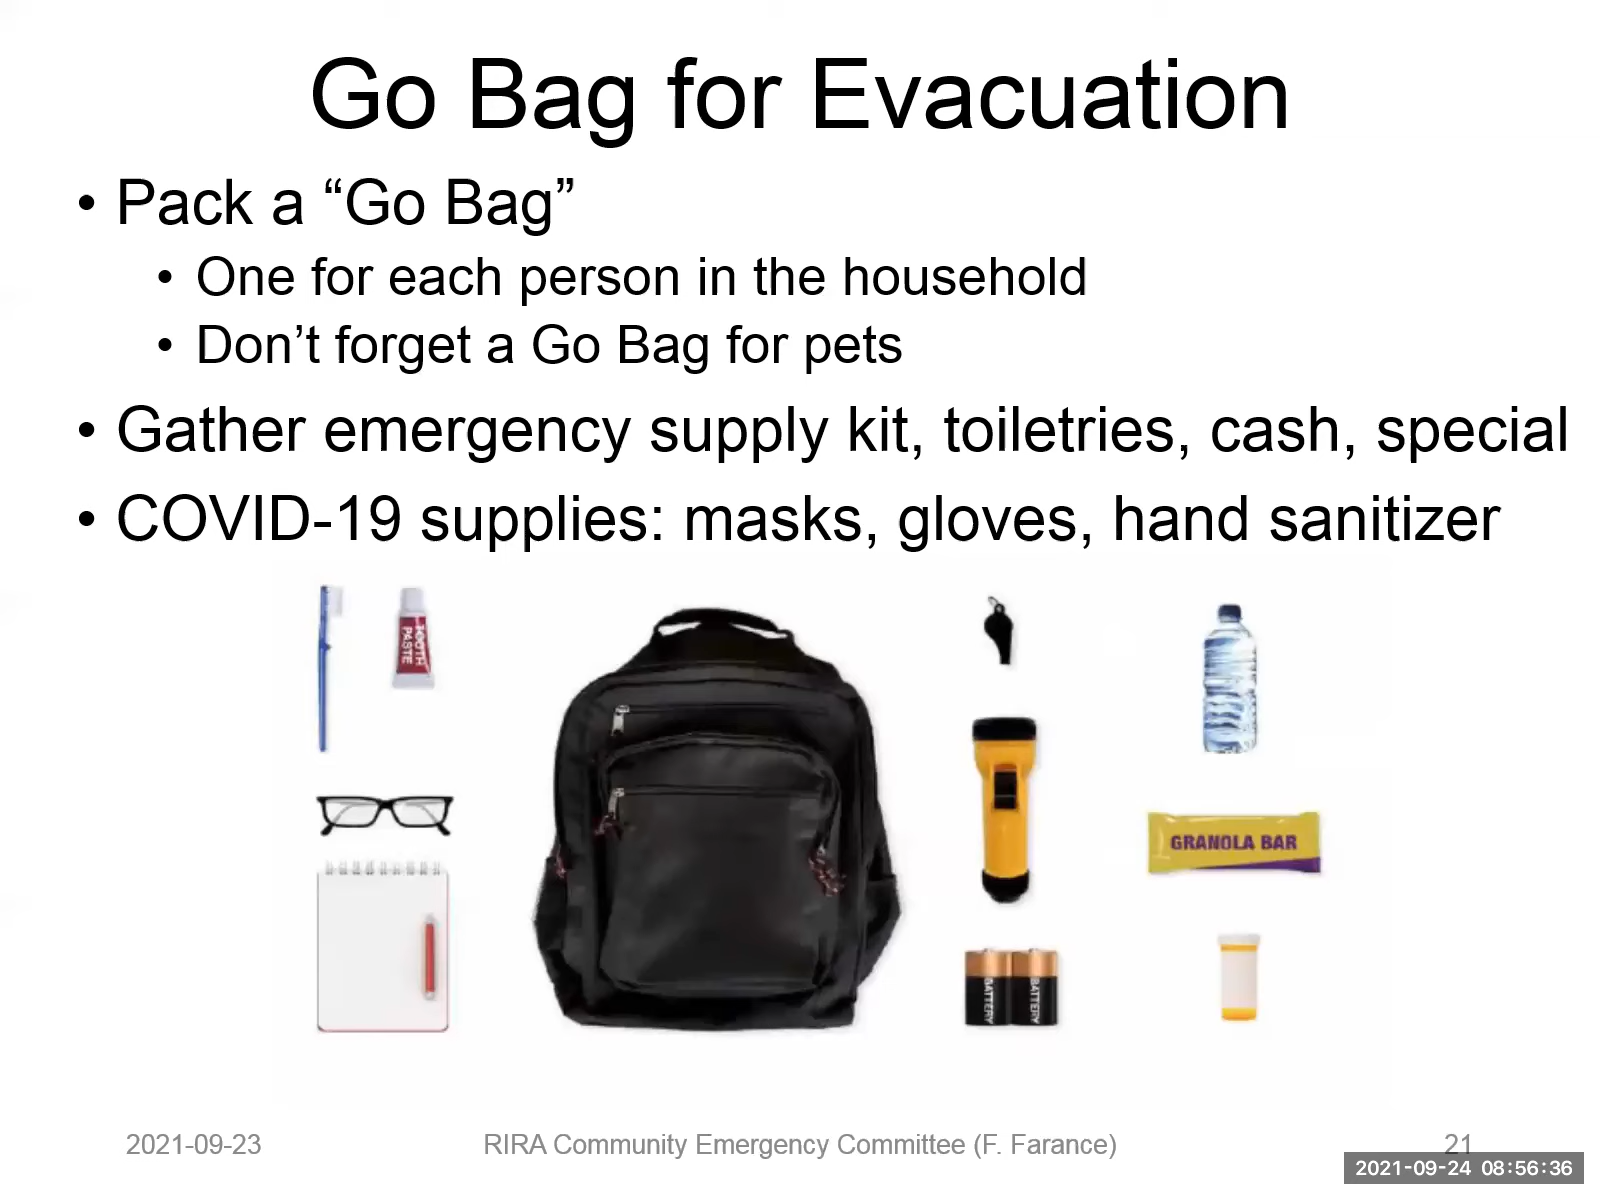 Go Bag for Evacuation
• Pack a “Go Bag”
• One for each person in the household
• Don’t forget a Go Bag for pets
• Gather emergency supply kit, toiletries, cash, special
• COVID-19 supplies: masks, gloves, hand sanitizer
TOOTH
PASTE
GRANOLA BAR
BATTERY
BATTERY
2021-09-23
RIRA Community Emergency Committee (F. Farance)
21
2021-09-24 08:56:36